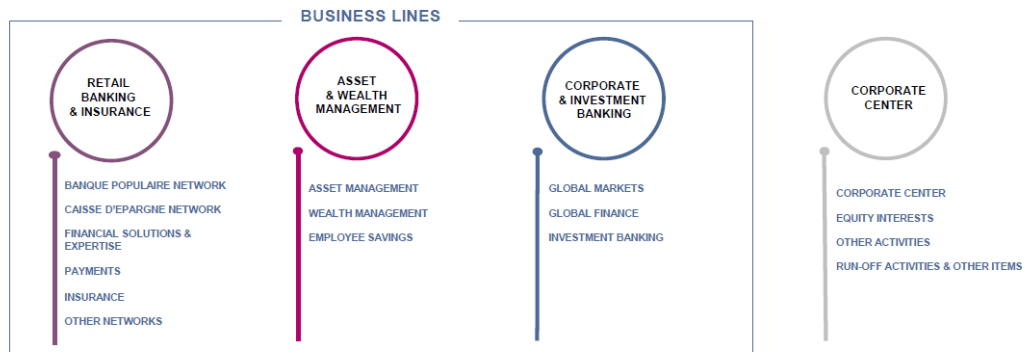 BUSINESS LINES
RETAIL
BANKING
& INSURANCE
BANQUE POPULAIRE NETWORK
CAISSE D'EPARGNE NETWORK
FINANCIAL SOLUTIONS &
EXPERTISE
PAYMENTS
INSURANCE
OTHER NETWORKS
ASSET
& WEALTH
MANAGEMENT
ASSET MANAGEMENT
WEALTH MANAGEMENT
EMPLOYEE SAVINGS
CORPORATE
& INVESTMENT
BANKING
GLOBAL MARKETS
GLOBAL FINANCE
INVESTMENT BANKING
CORPORATE
CENTER
CORPORATE CENTER
EQUITY INTERESTS
OTHER ACTIVITIES
RUN-OFF ACTIVITIES & OTHER ITEMS